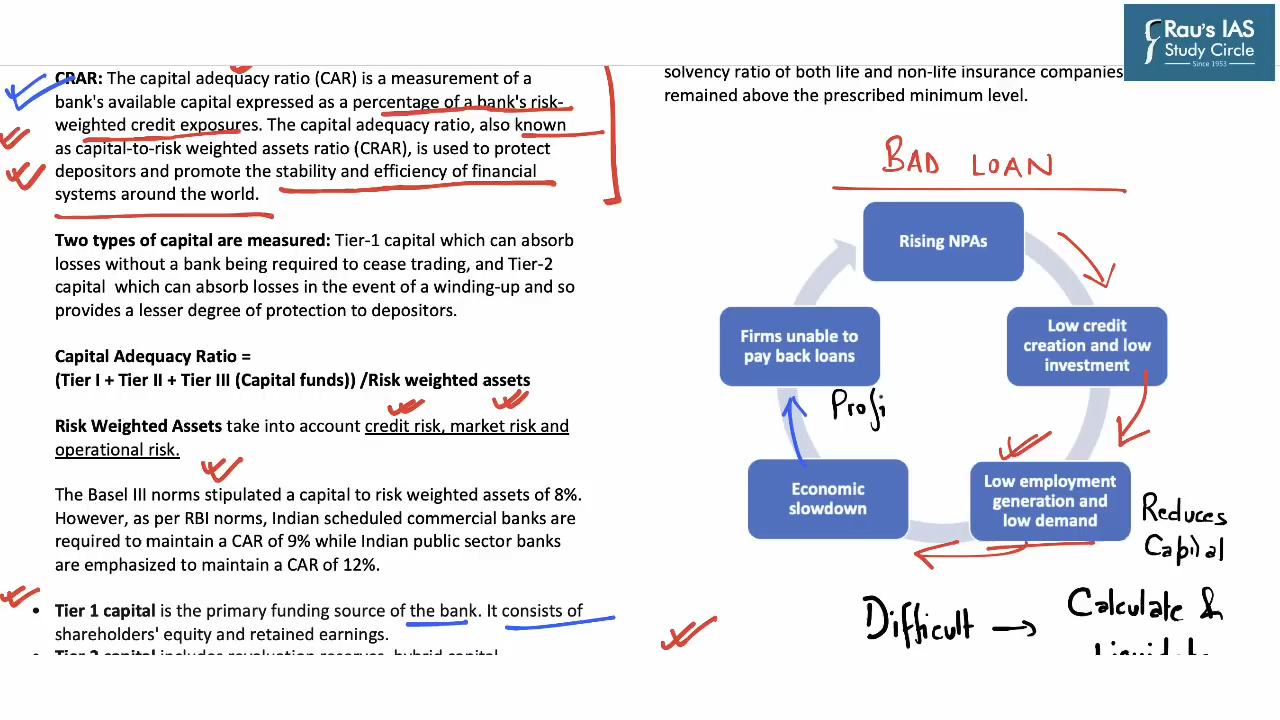 Rau's IAS
Study Circle
Since 1953
CRAR: The capital adequacy ratio (CAR) is a measurement of a
bank's available capital expressed as a percentage of a bank's risk-
weighted credit exposures. The capital adequacy ratio, also known
as capital-to-risk weighted assets ratio (CRAR), is used to protect
depositors and promote the stability and efficiency of financial
systems around the world.
Two types of capital are measured: Tier-1 capital which can absorb
losses without a bank being required to cease trading, and Tier-2
capital which can absorb losses in the event of a winding-up and so
provides a lesser degree of protection to depositors.
Capital Adequacy Ratio =
(Tier I + Tier II + Tier III (Capital funds)) /Risk weighted assets
Risk Weighted Assets take into account credit risk, market risk and
operational risk.
The Basel III norms stipulated a capital to risk weighted assets of 8%.
However, as per RBI norms, Indian scheduled commercial banks are
required to maintain a CAR of 9% while Indian public sector banks
are emphasized to maintain a CAR of 12%.
• Tier 1 capital is the primary funding source of the bank. It consists of
shareholders' equity and retained earnings.
• Tier 2 capital includes revaluation reserves, hybrid capital
solvency ratio of both life and non-life insurance companies
remained above the prescribed minimum level.
BAD LOAN
Rising NPAs
Low credit
creation and low
investment
Low employment
generation and
low demand
Reduces
Capital
Economic
slowdown
Firms unable to
pay back loans
Profi
Difficult → Calculate &
Liquidate